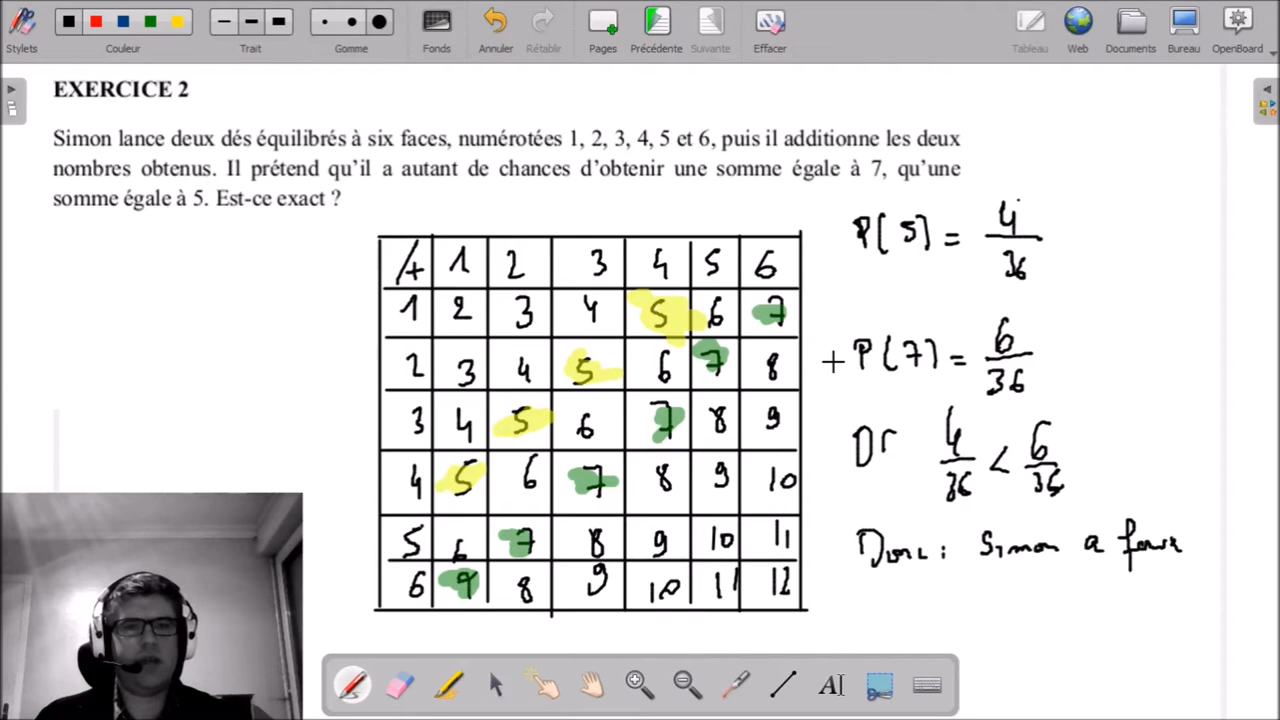 Stylets Couleur Trait Gomme Fonds Annuler Rétablir Pages Précédente Suivante Effacer Tableau Web Documents Bureau OpenBoard
EXERCICE 2
Simon lance deux dés équilibrés à six faces, numérotées 1, 2, 3, 4, 5 et 6, puis il additionne les deux
nombres obtenus. Il prétend qu'il a autant de chances d'obtenir une somme égale à 7, qu'une
somme égale à 5. Est-ce exact ?
/+ 1 2 3 4 5 6
1 2 3 4 5 6 7
2 3 4 5 6 7 8
3 4 5 6 7 8 9
4 5 6 7 8 9 10
5 6 7 8 9 10 11
6 7 8 9 10 11 12
P(5) = 4/36
P(7) = 6/36
Or 4/36 < 6/36
Donc : Simon a faux
AI